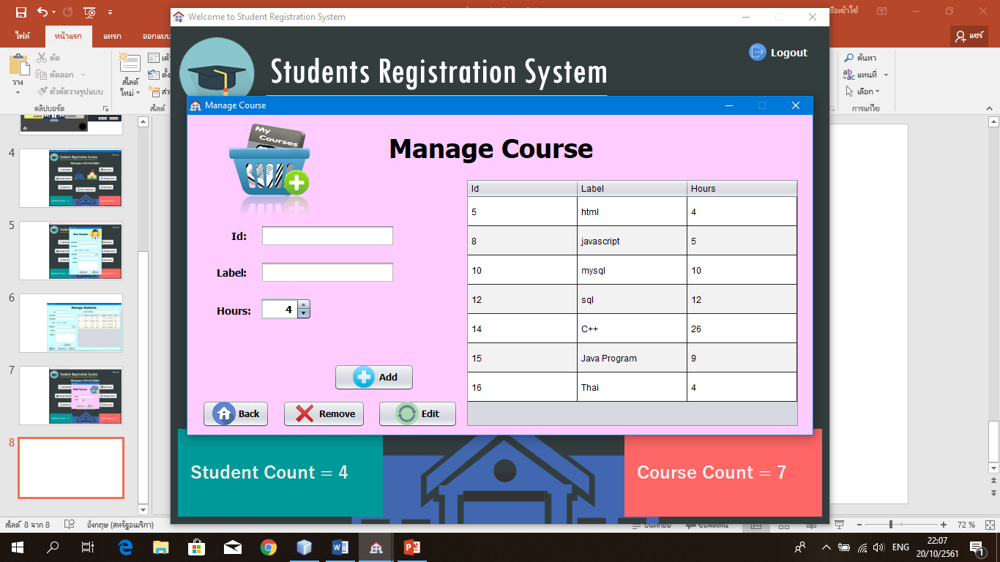 Welcome to Student Registration System
ไฟล์ หน้าแรก แทรก ออกแบบ
แชร์
วาง
ตัด
คัดลอก
ตัวคัดวางรูปแบบ
คลิปบอร์ด
สไลด์
ใหม่
สไลด์
ค้นหา
แทนที่
เลือก
การแก้ไข
Students Registration System
Logout
Manage Course
My
Courses
Manage Course
Id:
Label:
Hours: 4
Add
Back Remove Edit
Id Label Hours
5 html 4
8 javascript 5
10 mysql 10
12 sql 12
14 C++ 26
15 Java Program 9
16 Thai 4
Student Count = 4
Course Count = 7
4
Students Registration System
5
New Student
6
Manage Students
7
8
สไลด์ 8 จาก 8 อังกฤษ (สหรัฐอเมริกา)
72 %
ENG
22:07
20/10/2561
1